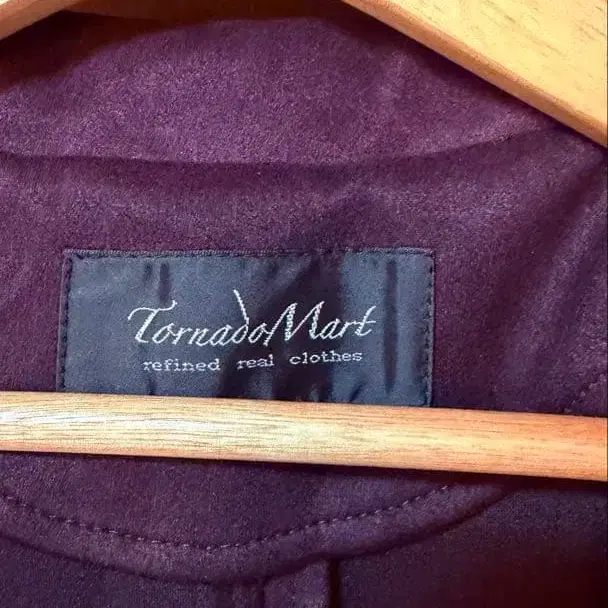 TornadoMart
refined real clothes